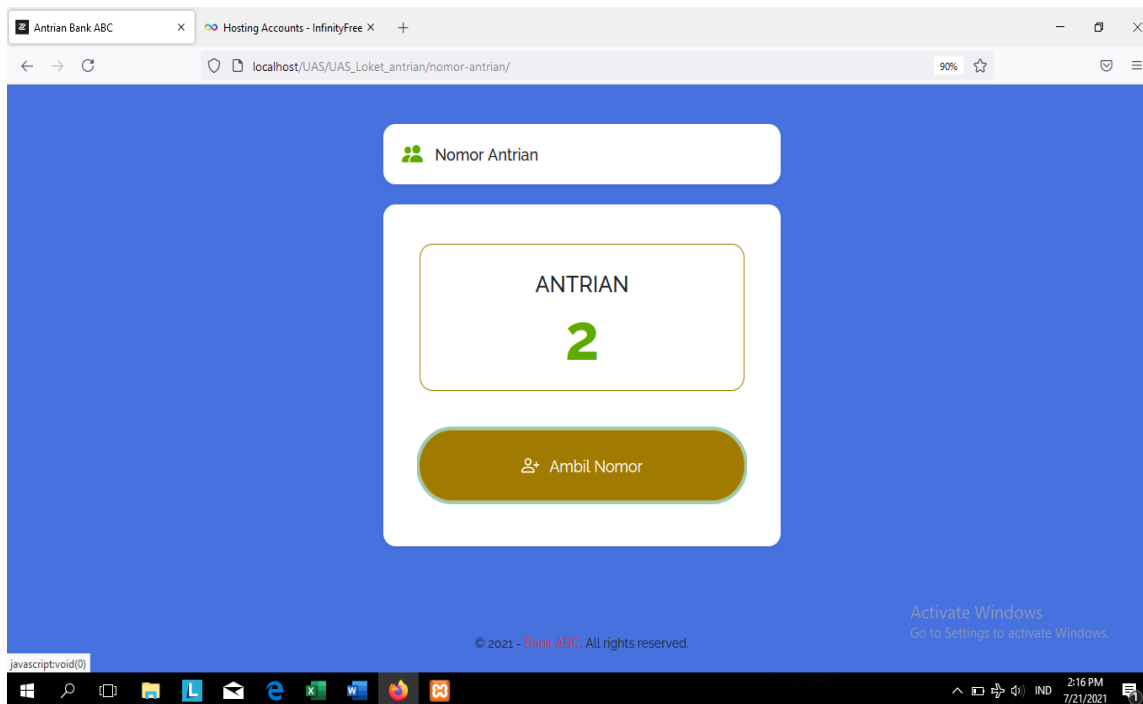 Antrian Bank ABC
Hosting Accounts - InfinityFree
localhost/UAS/UAS_Loket_antrian/nomor-antrian/
90%
Nomor Antrian
ANTRIAN
2
Ambil Nomor
Activate Windows
Go to Settings to activate Windows.
© 2021 - Bank ABC. All rights reserved.
javascript:void(0)
IND
2:16 PM
7/21/2021